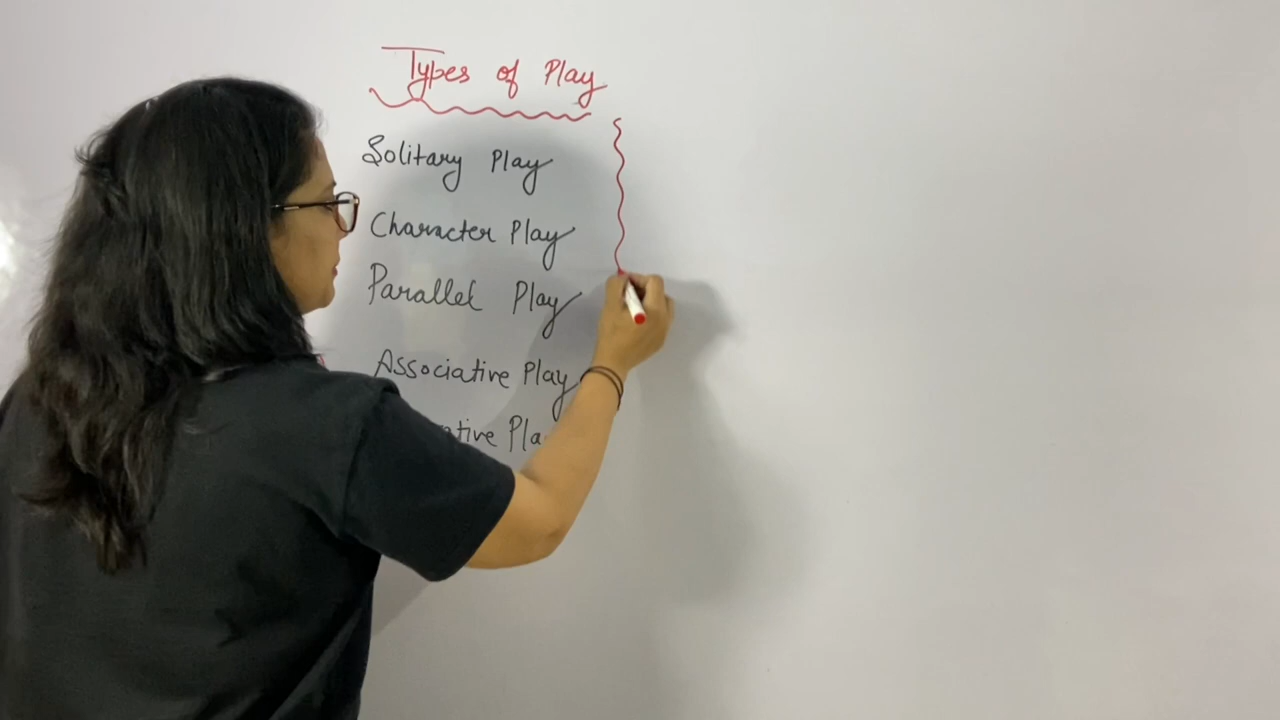 Types of Play
Solitary Play
Character Play
Parallel Play
Associative Play